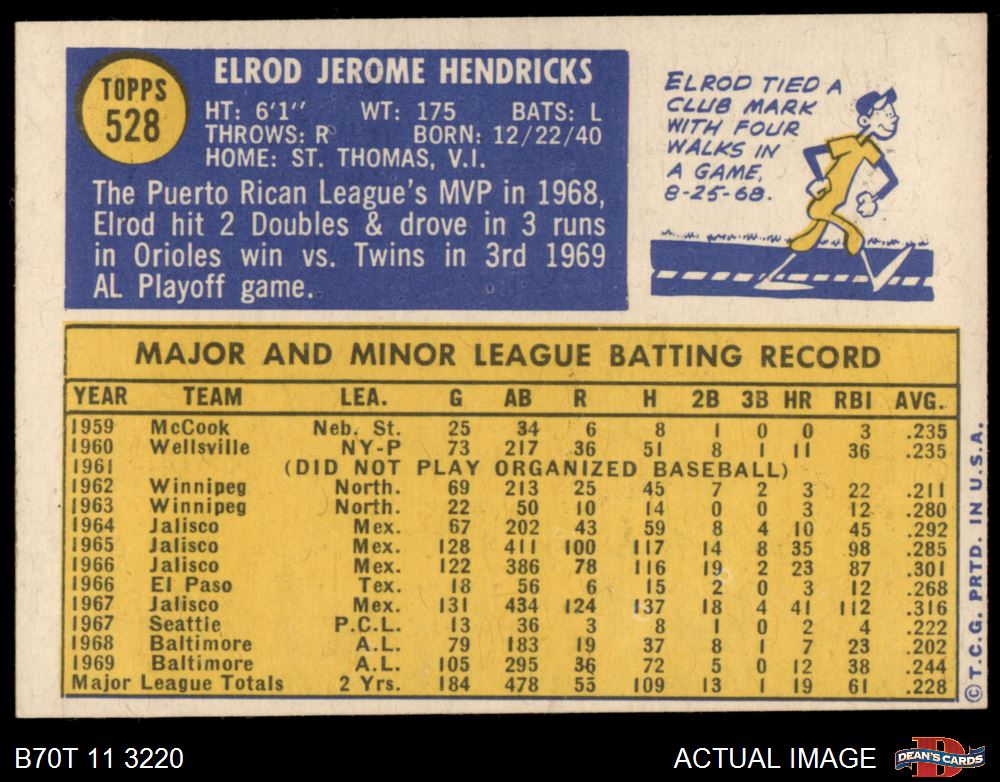 TOPPS
528
ELROD JEROME HENDRICKS
HT: 6'1" WT: 175 BATS: L
THROWS: R BORN: 12/22/40
HOME: ST. THOMAS, V.I.
The Puerto Rican League's MVP in 1968,
Elrod hit 2 Doubles & drove in 3 runs
in Orioles win vs. Twins in 3rd 1969
AL Playoff game.
ELROD TIED A
CLUB MARK
WITH FOUR
WALKS IN
A GAME,
8-25-68.
MAJOR AND MINOR LEAGUE BATTING RECORD
YEAR TEAM LEA. G AB R H 2B 3B HR RBI AVG.
1959 McCook Neb. St. 25 34 6 8 1 0 0 3 .235
1960 Wellsville NY-P 73 217 36 51 8 1 11 36 .235
1961 (DID NOT PLAY ORGANIZED BASEBALL)
1962 Winnipeg North. 69 213 25 45 7 2 3 22 .211
1963 Winnipeg North. 22 50 10 14 0 0 3 12 .280
1964 Jalisco Mex. 67 202 43 59 8 4 10 45 .292
1965 Jalisco Mex. 128 411 100 117 14 8 35 98 .285
1966 Jalisco Mex. 122 386 78 116 19 2 23 87 .301
1966 El Paso Tex. 18 56 6 15 2 0 3 12 .268
1967 Jalisco Mex. 131 434 124 137 18 4 41 112 .316
1967 Seattle P.C.L. 13 36 3 8 1 0 2 4 .222
1968 Baltimore A.L. 79 183 19 37 8 1 7 23 .202
1969 Baltimore A.L. 105 295 36 72 5 0 12 38 .244
Major League Totals 2 Yrs. 184 478 55 109 13 1 19 61 .228
©T.C.G. PRTD. IN U.S.A.
B70T 11 3220
ACTUAL IMAGE
D
DEAN'S CARDS